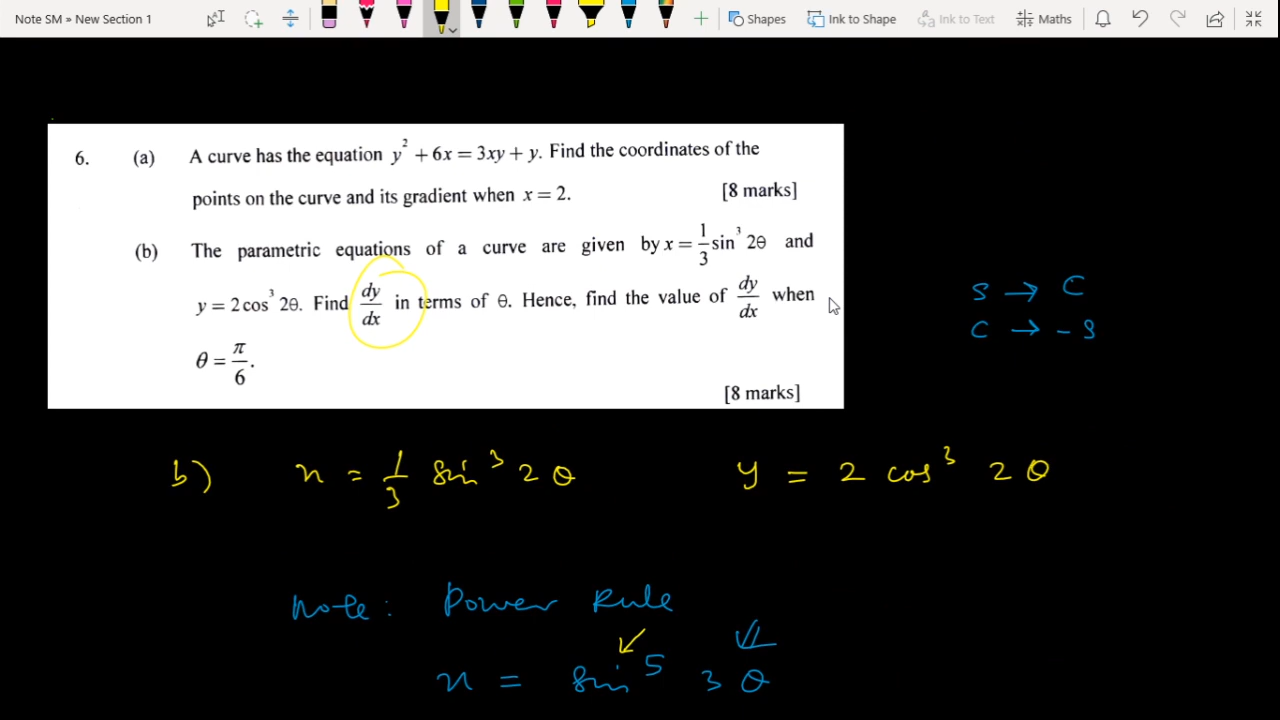 Note SM » New Section 1
Shapes
Ink to Shape
Ink to Text
Maths
6. (a) A curve has the equation y² + 6x = 3xy + y. Find the coordinates of the
points on the curve and its gradient when x = 2. [8 marks]
(b) The parametric equations of a curve are given by x = 1/3 sin³ 2θ and
y = 2cos³ 2θ. Find dy/dx in terms of θ. Hence, find the value of dy/dx when
θ = π/6.
[8 marks]
S → C
C → - S
b) x = 1/3 sin³ 2θ y = 2 cos³ 2θ
Note: Power Rule
x = sin⁵ 3θ